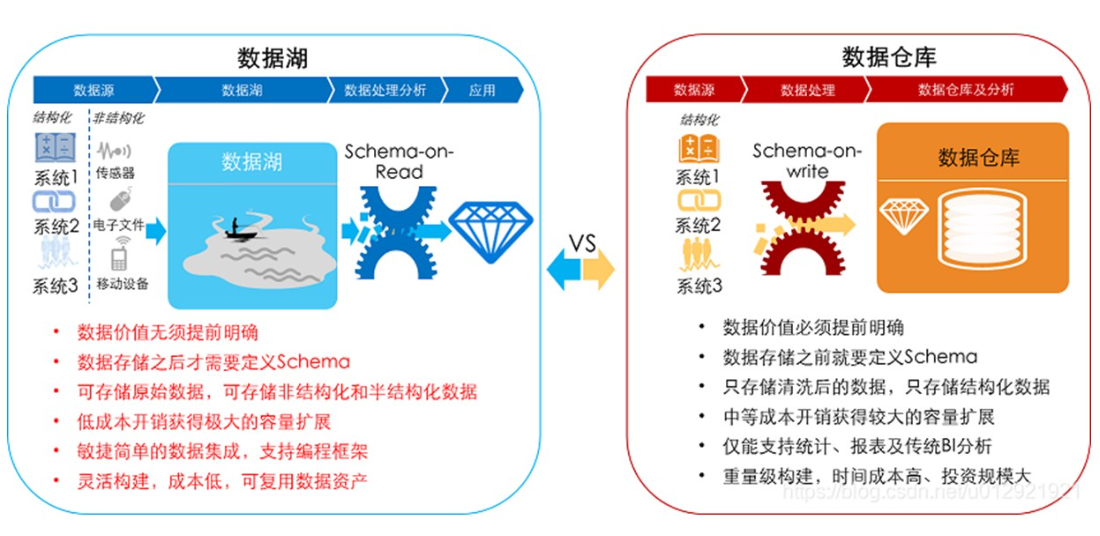 数据湖
数据源
数据湖
数据处理分析
应用
结构化
非结构化
系统1
系统2
系统3
传感器
电子文件
移动设备
数据湖
Schema-on-
Read
• 数据价值无须提前明确
• 数据存储之后才需要定义Schema
• 可存储原始数据，可存储非结构化和半结构化数据
• 低成本开销获得极大的容量扩展
• 敏捷简单的数据集成，支持编程框架
• 灵活构建，成本低，可复用数据资产
VS
数据仓库
数据源
数据处理
数据仓库及分析
结构化
系统1
系统2
系统3
Schema-on-
write
数据仓库
• 数据价值必须提前明确
• 数据存储之前就要定义Schema
• 只存储清洗后的数据，只存储结构化数据
• 中等成本开销获得较大的容量扩展
• 仅能支持统计、报表及传统BI分析
• 重量级构建，时间成本高、投资规模大
https://blog.csdn.net/u012921921